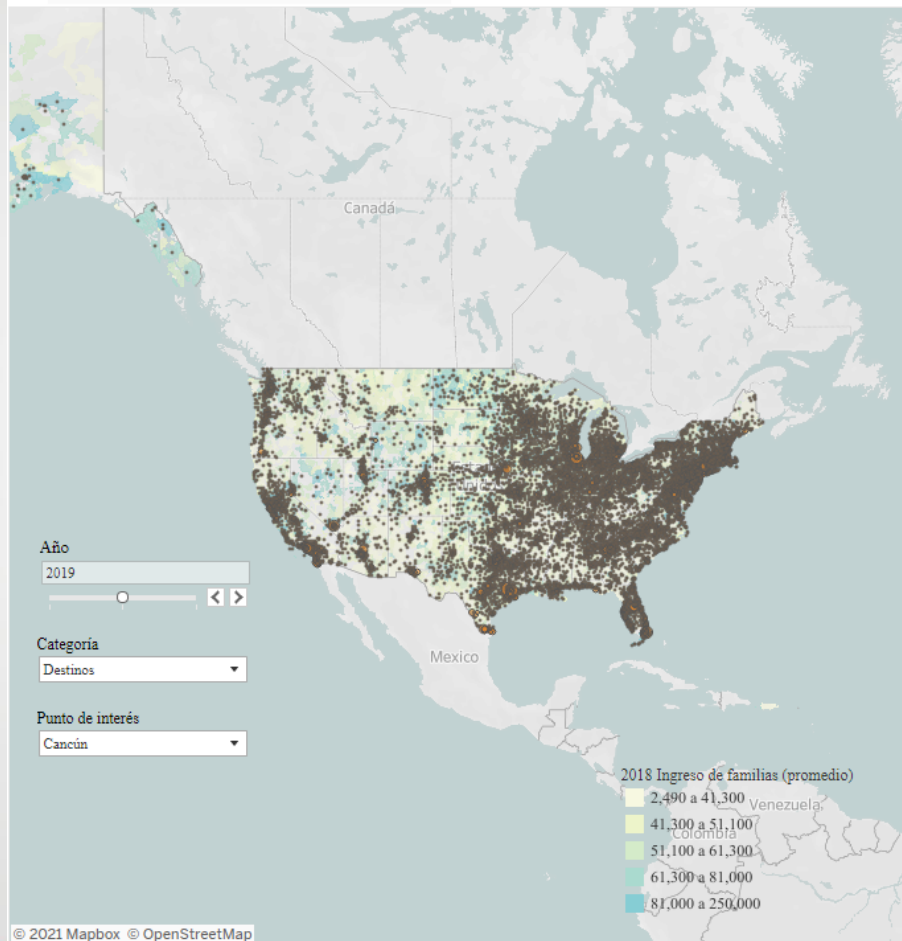 Canadá
Año
2019
Categoría
Destinos
Punto de interés
Cancún
Mexico
2018 Ingreso de familias (promedio)
2,490 a 41,300
41,300 a 51,100
51,100 a 61,300
61,300 a 81,000
81,000 a 250,000
Venezuela
Colombia
© 2021 Mapbox © OpenStreetMap